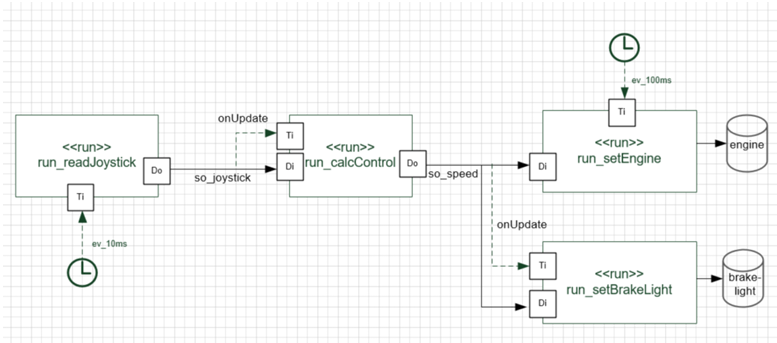 ev_100ms
Ti
onUpdate
<<run>>
run_readJoystick
Do
Ti
ev_10ms
so_joystick
Ti
Di
<<run>>
run_calcControl
Do
so_speed
<<run>>
run_setEngine
Di
engine
onUpdate
<<run>>
run_setBrakeLight
Ti
Di
brake-
light